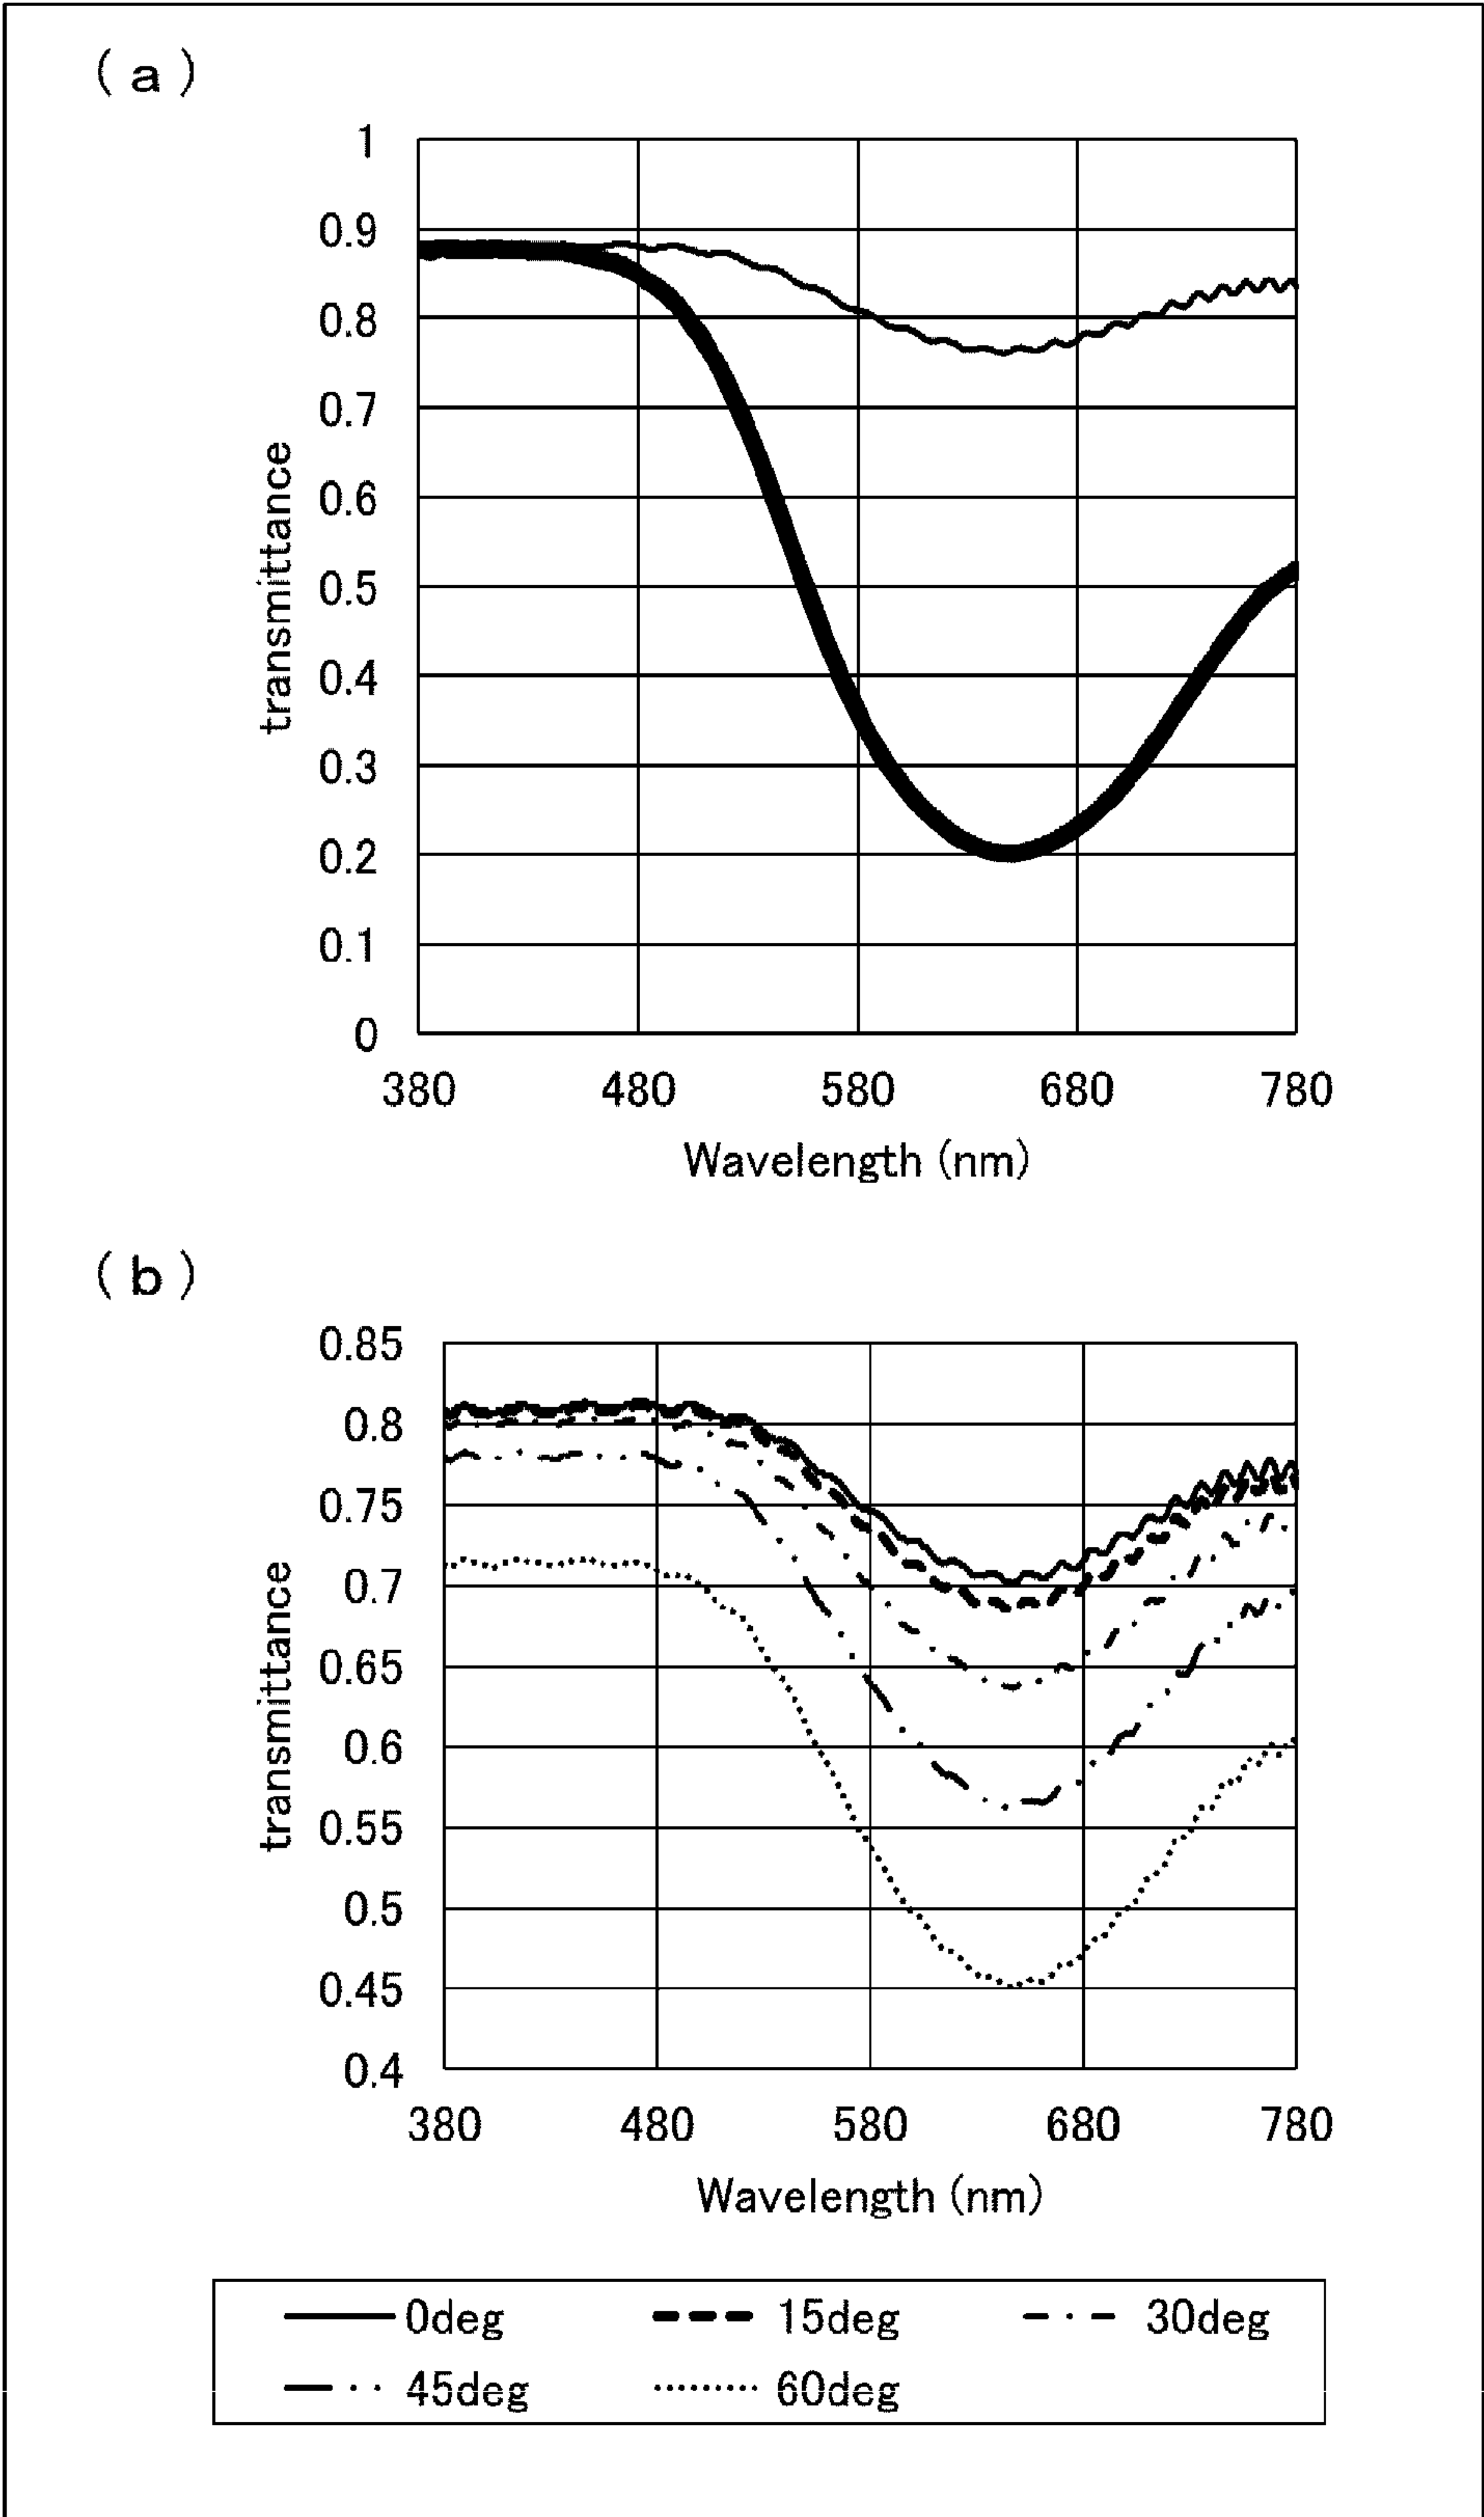 (a)
1
0.9
0.8
0.7
0.6
0.5
0.4
0.3
0.2
0.1
0
transmittance
380 480 580 680 780
Wavelength (nm)
(b)
0.85
0.8
0.75
0.7
0.65
0.6
0.55
0.5
0.45
0.4
transmittance
380 480 580 680 780
Wavelength (nm)
0deg 15deg 30deg
45deg 60deg